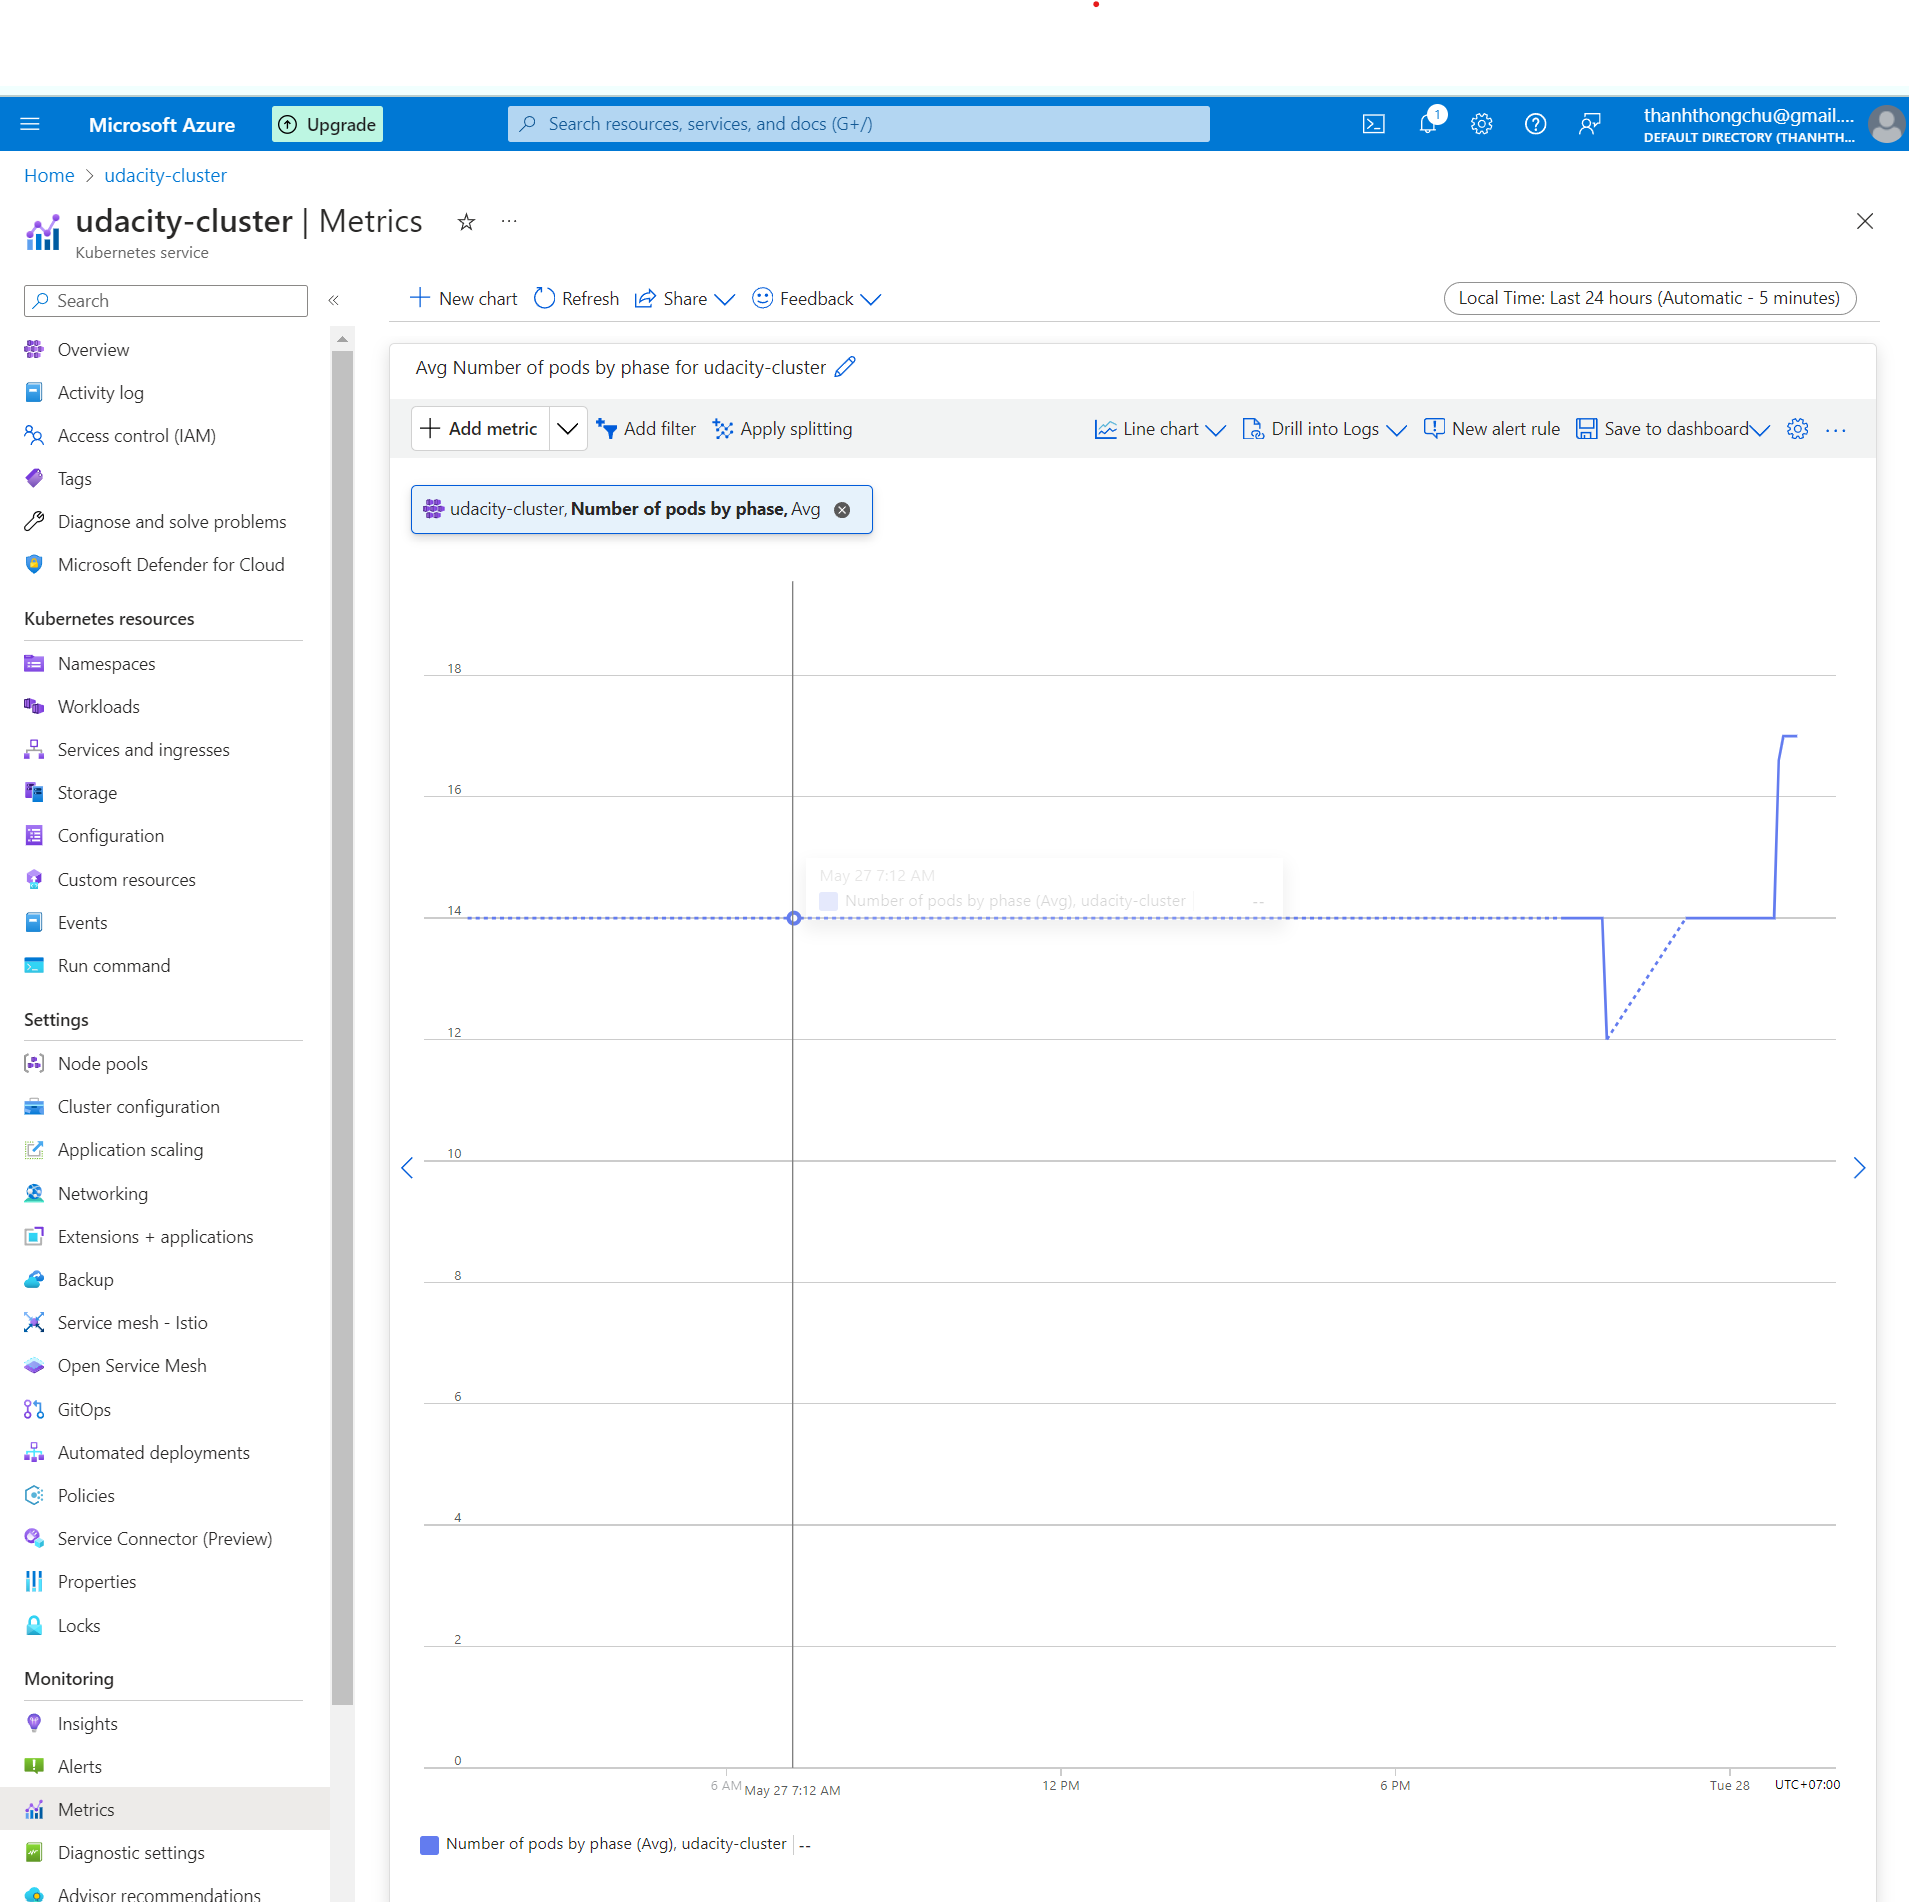 Microsoft Azure
Upgrade
Search resources, services, and docs (G+/)
1
thanhthongchu@gmail....
DEFAULT DIRECTORY (THANHTH...
Home > udacity-cluster
udacity-cluster | Metrics
Kubernetes service
Search
Overview
Activity log
Access control (IAM)
Tags
Diagnose and solve problems
Microsoft Defender for Cloud
Kubernetes resources
Namespaces
Workloads
Services and ingresses
Storage
Configuration
Custom resources
Events
Run command
Settings
Node pools
Cluster configuration
Application scaling
Networking
Extensions + applications
Backup
Service mesh - Istio
Open Service Mesh
GitOps
Automated deployments
Policies
Service Connector (Preview)
Properties
Locks
Monitoring
Insights
Alerts
Metrics
Diagnostic settings
Advisor recommendations
New chart Refresh Share Feedback
Local Time: Last 24 hours (Automatic - 5 minutes)
Avg Number of pods by phase for udacity-cluster
Add metric Add filter Apply splitting Line chart Drill into Logs New alert rule Save to dashboard
udacity-cluster, Number of pods by phase, Avg
18
16
May 27 7:12 AM
Number of pods by phase (Avg), udacity-cluster --
14
12
10
8
6
4
2
0
6 AM May 27 7:12 AM 12 PM 6 PM Tue 28 UTC+07:00
Number of pods by phase (Avg), udacity-cluster --